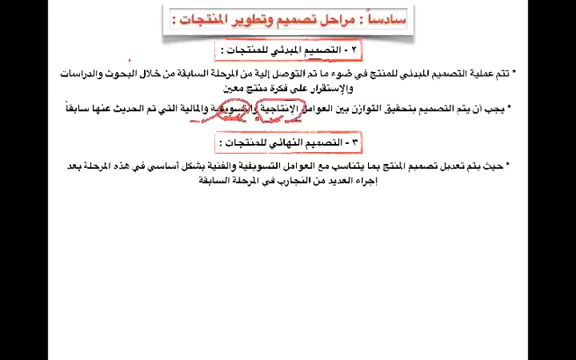 سادساً : مراحل تصميم وتطوير المنتجات :
٢ - التصميم المبدئي للمنتجات :
* تتم عملية التصميم المبدئي للمنتج في ضوء ما تم التوصل إلية من المرحلة السابقة من خلال البحوث والدراسات
والإستقرار على فكرة منتج معين
* يجب أن يتم التصميم بتحقيق التوازن بين العوامل الإنتاجية والتسويقية والمالية التي تم الحديث عنها سابقاً
٣ - التصميم النهائي للمنتجات :
* حيث يتم تعديل تصميم المنتج بما يتناسب مع العوامل التسويقية والفنية بشكل أساسي في هذه المرحلة بعد
إجراء العديد من التجارب في المرحلة السابقة